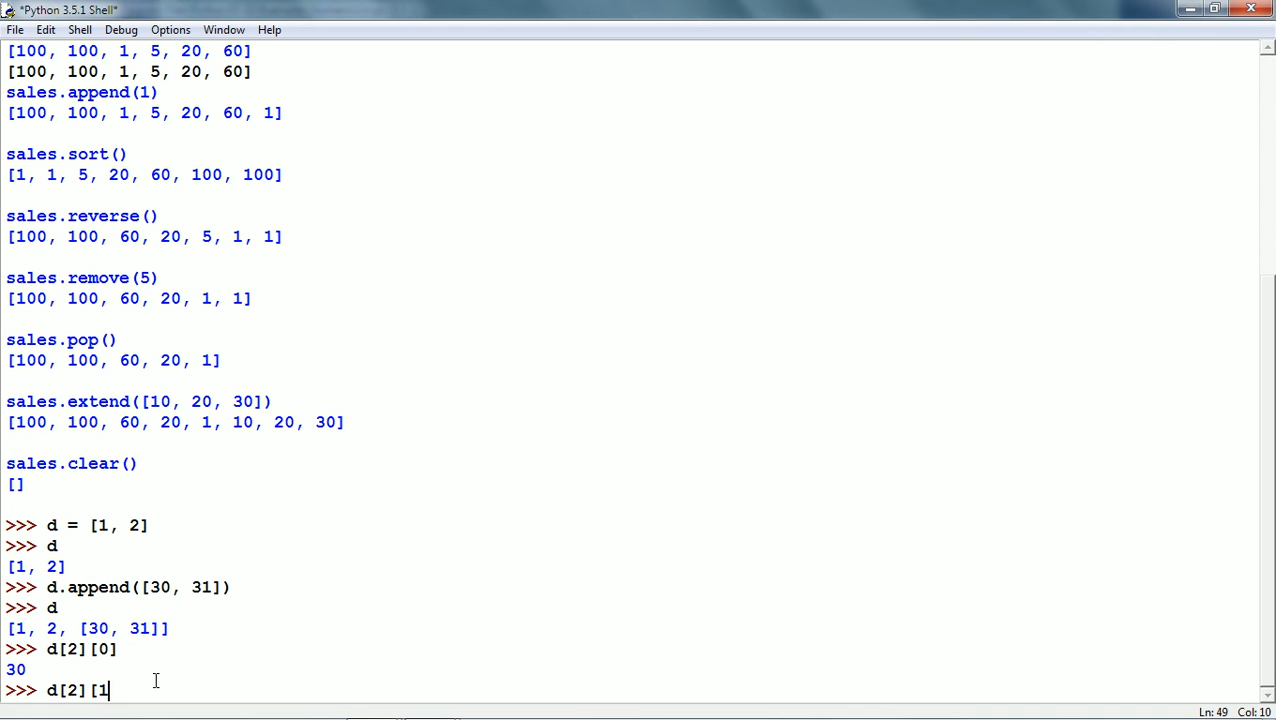 *Python 3.5.1 Shell*
File Edit Shell Debug Options Window Help
[100, 100, 1, 5, 20, 60]
[100, 100, 1, 5, 20, 60]
sales.append(1)
[100, 100, 1, 5, 20, 60, 1]
sales.sort()
[1, 1, 5, 20, 60, 100, 100]
sales.reverse()
[100, 100, 60, 20, 5, 1, 1]
sales.remove(5)
[100, 100, 60, 20, 1, 1]
sales.pop()
[100, 100, 60, 20, 1]
sales.extend([10, 20, 30])
[100, 100, 60, 20, 1, 10, 20, 30]
sales.clear()
[]
>>> d = [1, 2]
>>> d
[1, 2]
>>> d.append([30, 31])
>>> d
[1, 2, [30, 31]]
>>> d[2][0]
30
>>> d[2][1
Ln: 49 Col: 10